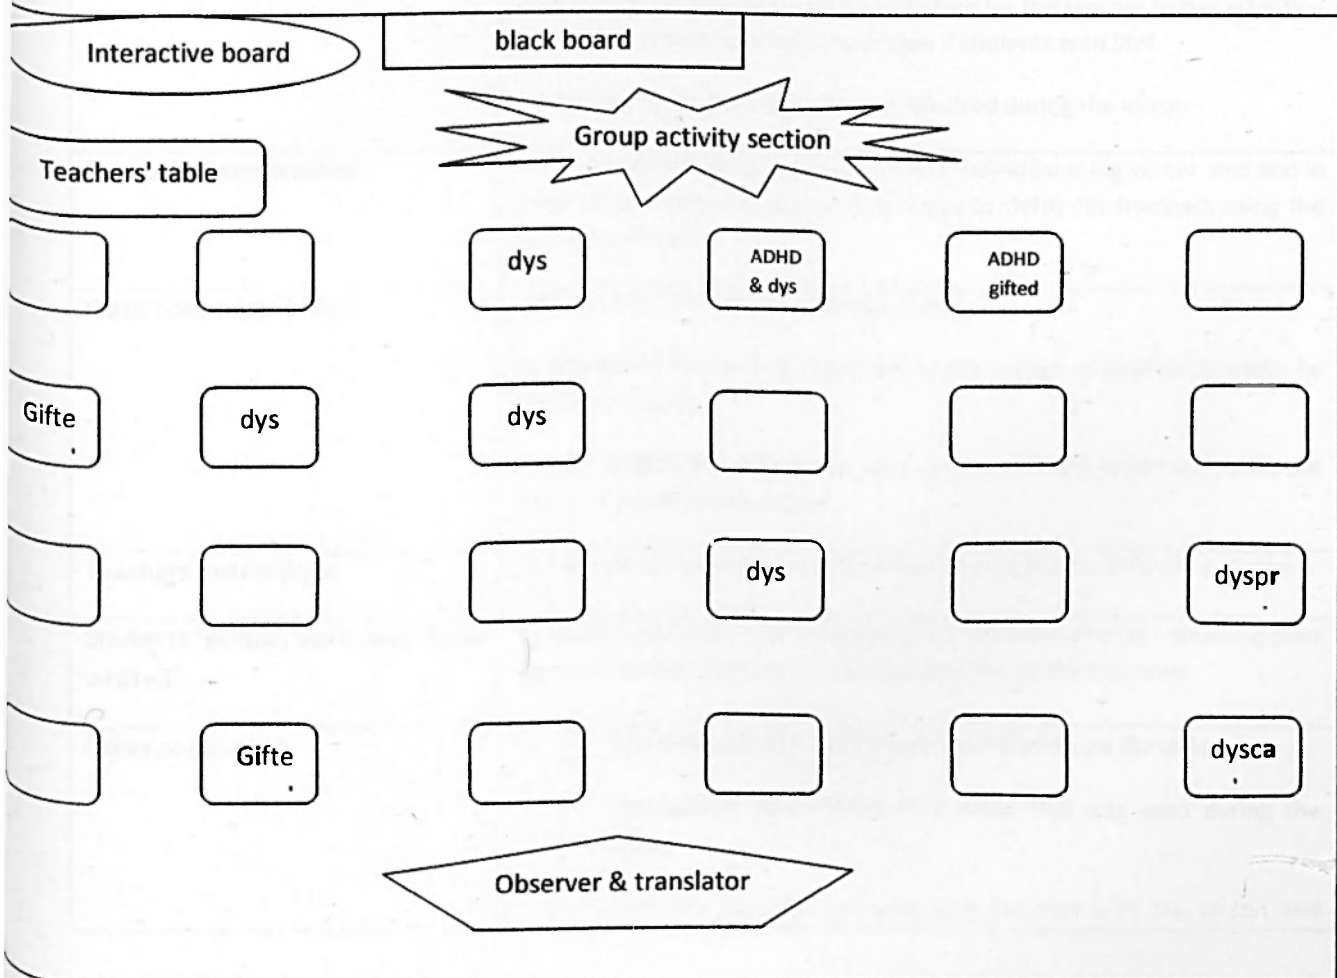 Interactive board
black board
Group activity section
Teachers' table
dys
ADHD
& dys
ADHD
gifted
Gifte
dys
dys
dys
dyspr
Gifte
dysca
Observer & translator